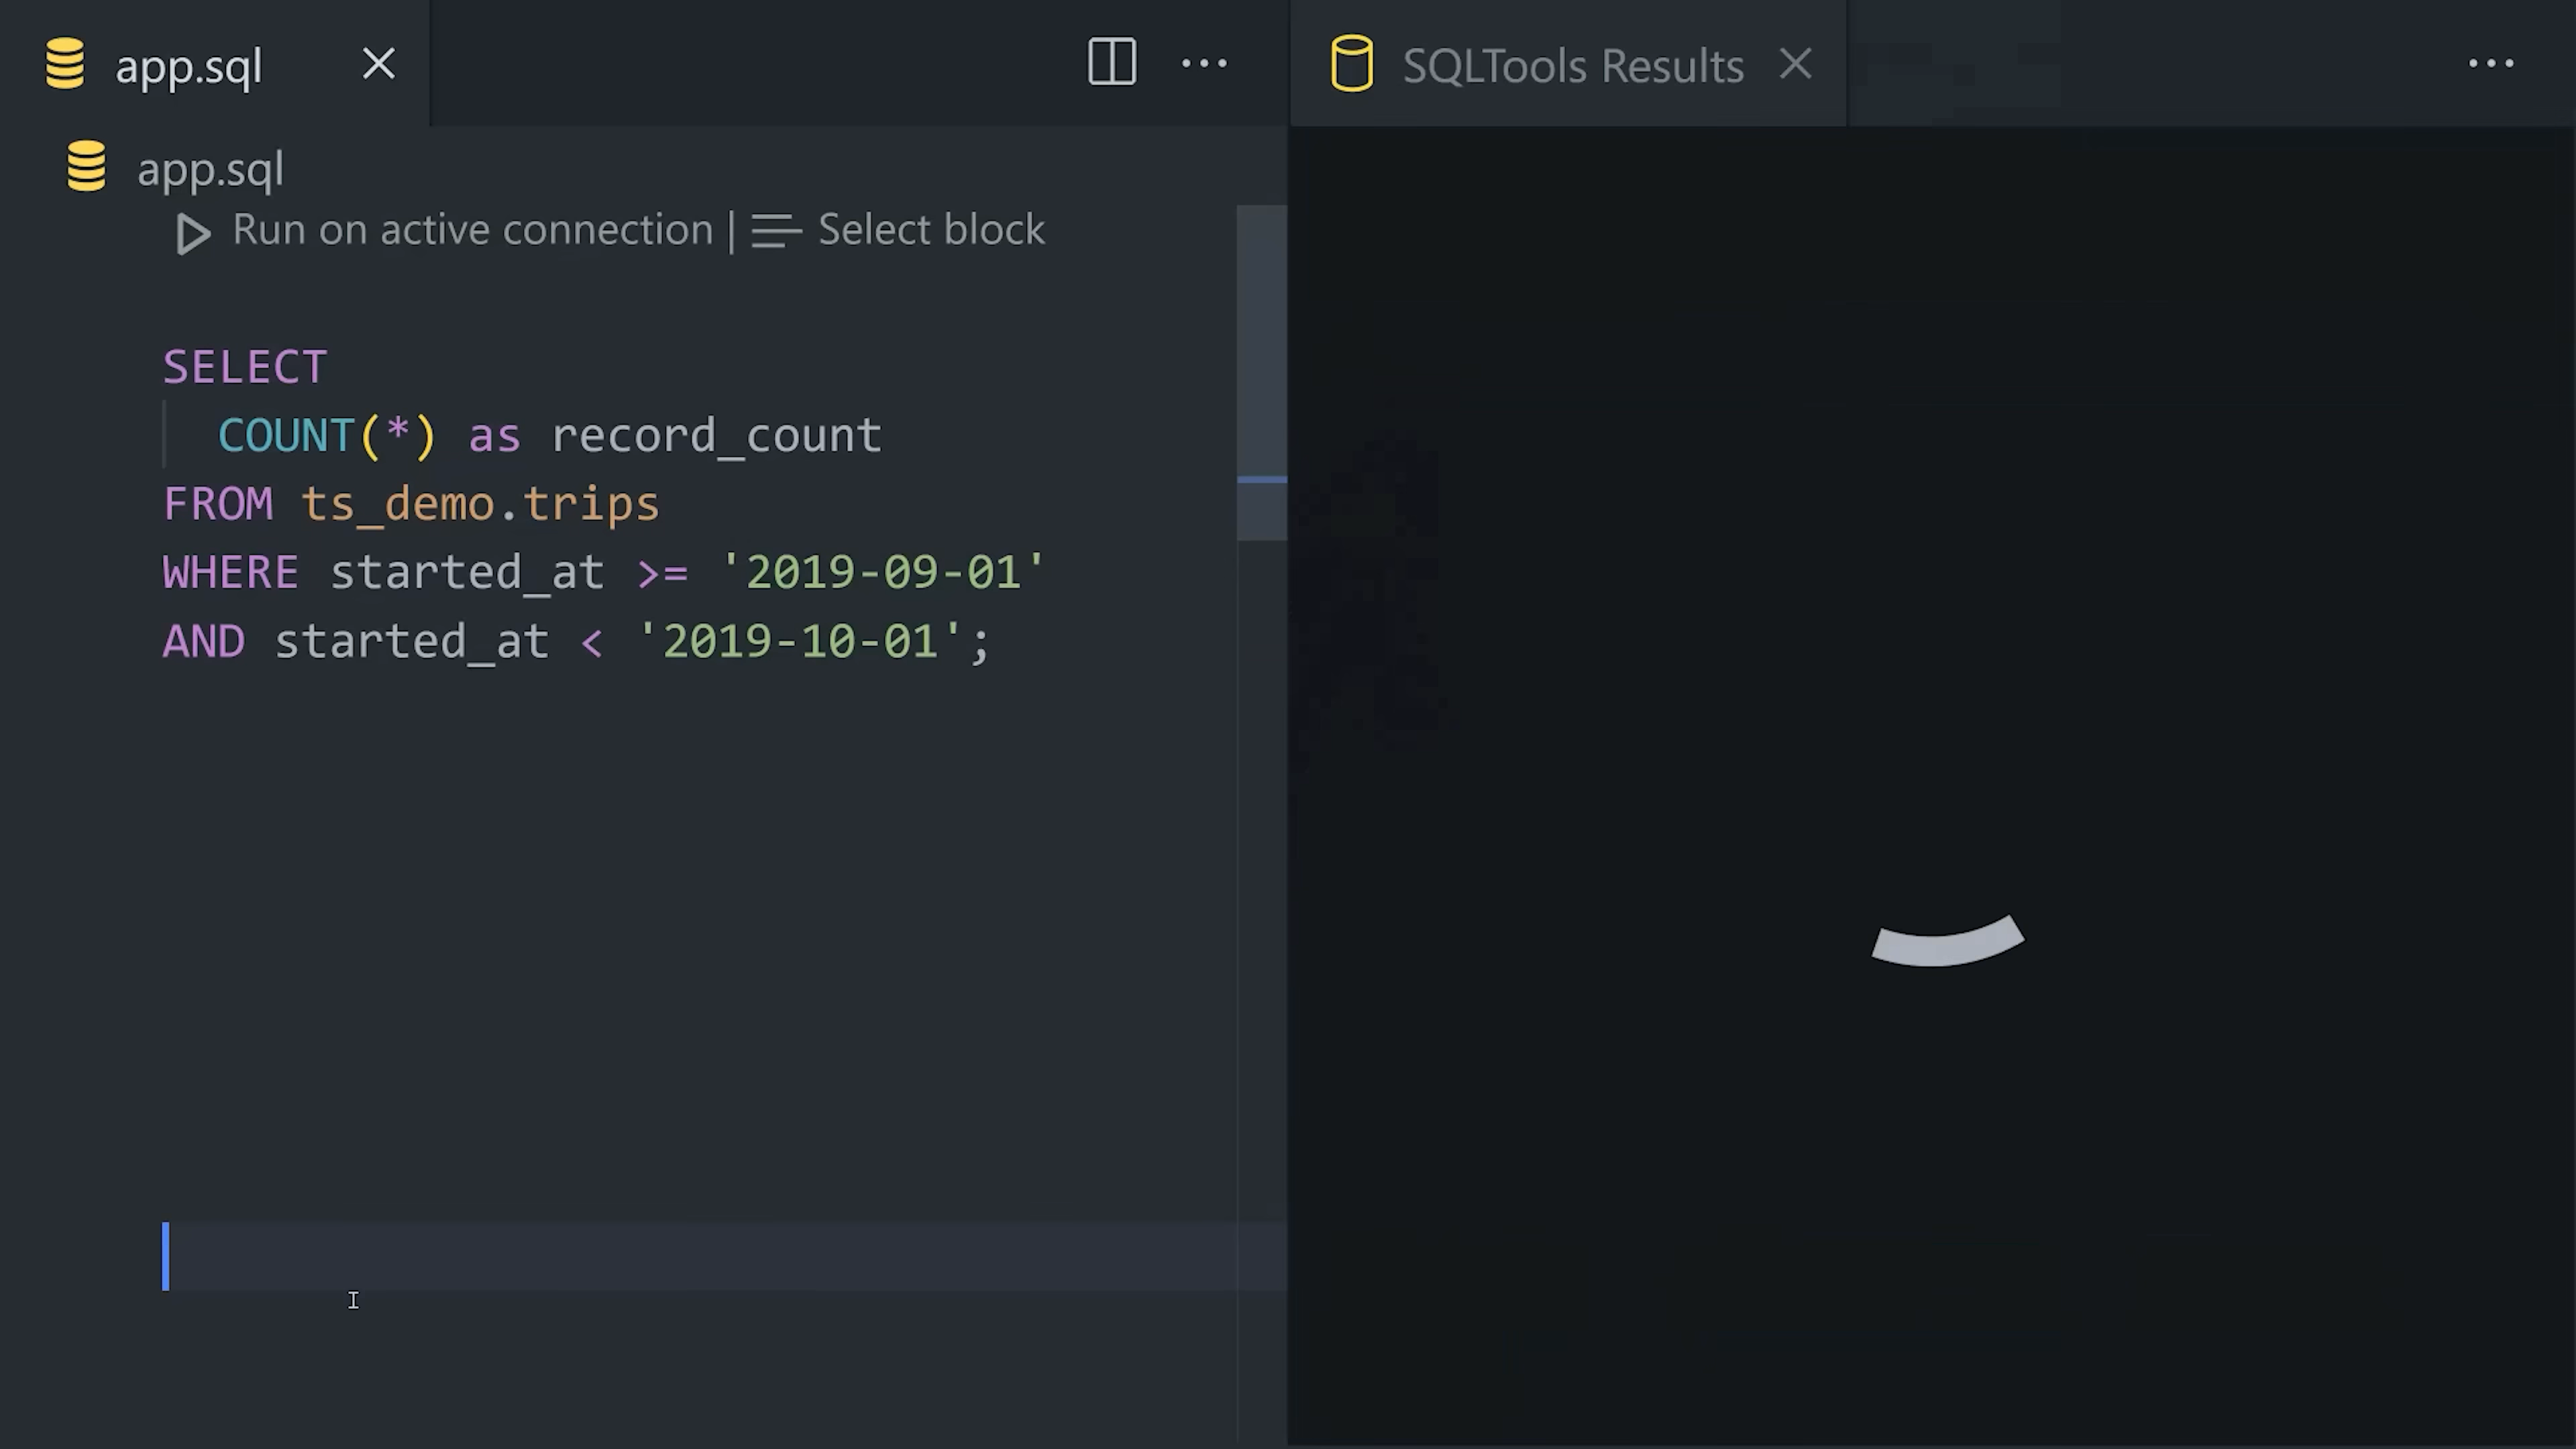 app.sql
SQLTools Results
app.sql
Run on active connection | Select block
SELECT
COUNT(*) as record_count
FROM ts_demo.trips
WHERE started_at >= '2019-09-01'
AND started_at < '2019-10-01';